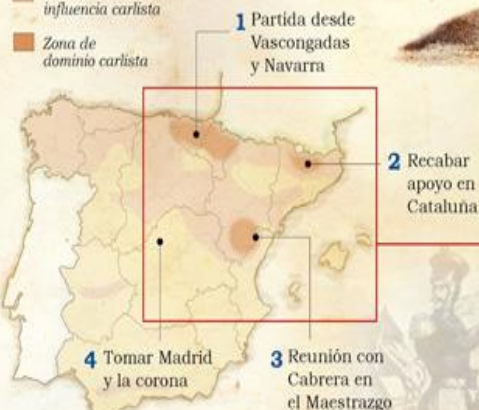 influencia carlista
Zona de
dominio carlista
1 Partida desde
Vascongadas
y Navarra
2 Recabar
apoyo en
Cataluña
4 Tomar Madrid
y la corona
3 Reunión con
Cabrera en
el Maestrazgo